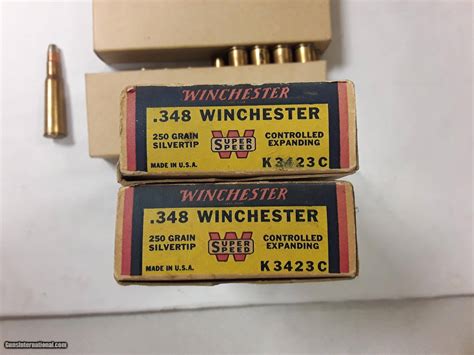 WINCHESTER
.348 WINCHESTER
250 GRAIN SILVERTIP
SUPER W SPEED
CONTROLLED EXPANDING
MADE IN U.S.A.
K3423C
WINCHESTER
.348 WINCHESTER
250 GRAIN SILVERTIP
SUPER W SPEED
CONTROLLED EXPANDING
MADE IN U.S.A.
K3423C
GunsInternational.com